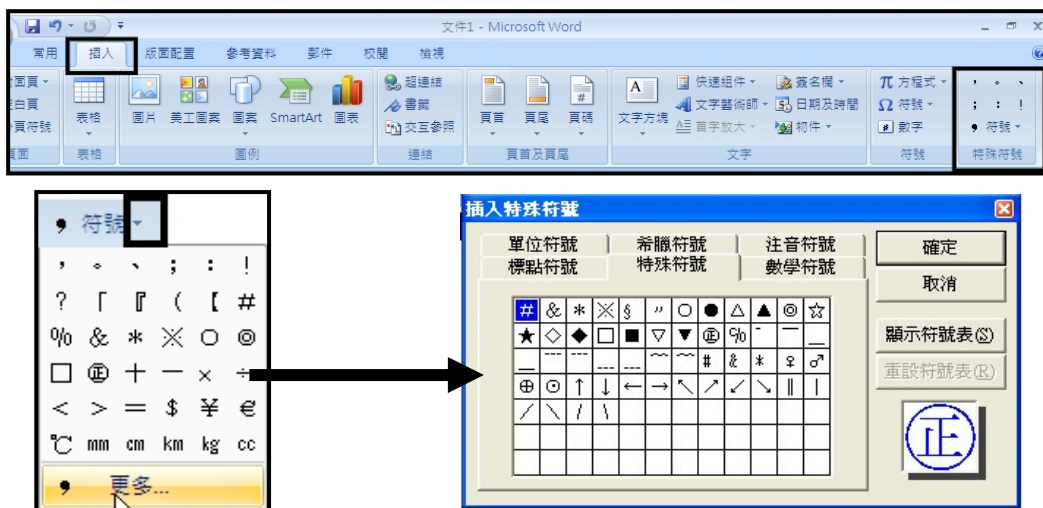 文件1 - Microsoft Word
常用 插入 版面配置 參考資料 郵件 校閱 檢視
封面頁 超連結 快速組件 簽名欄 π 方程式 , 。 、
空白頁 書籤 文字藝術師 日期及時間 Ω 符號 ; : !
分頁符號 表格 圖片 美工圖案 圖案 SmartArt 圖表 交互參照 頁首 頁尾 頁碼 文字方塊 首字放大 物件 # 數字 , 符號
頁面 表格 圖例 連結 頁首及頁尾 文字 符號 特殊符號
, 符號
, 。 、 ; : !
? 「 『 ( 【 #
% & * ※ ○ ◎
□ ㊣ + − × ÷
< > = $ ¥ €
℃ mm cm km kg cc
, 更多...
插入特殊符號
單位符號 希臘符號 注音符號
標點符號 特殊符號 數學符號
# & * ※ § 〃 ○ ● △ ▲ ◎ ☆
★ ◇ ◆ □ ■ ▽ ▼ ㊣ ℅ ¯ ― _
# & * ♀ ♂
⊕ ⊙ ↑ ↓ ← → ↖ ↗ ↙ ↘ ∥ ∣
/ \ / \
確定
取消
顯示符號表(S)
重設符號表(R)
㊣